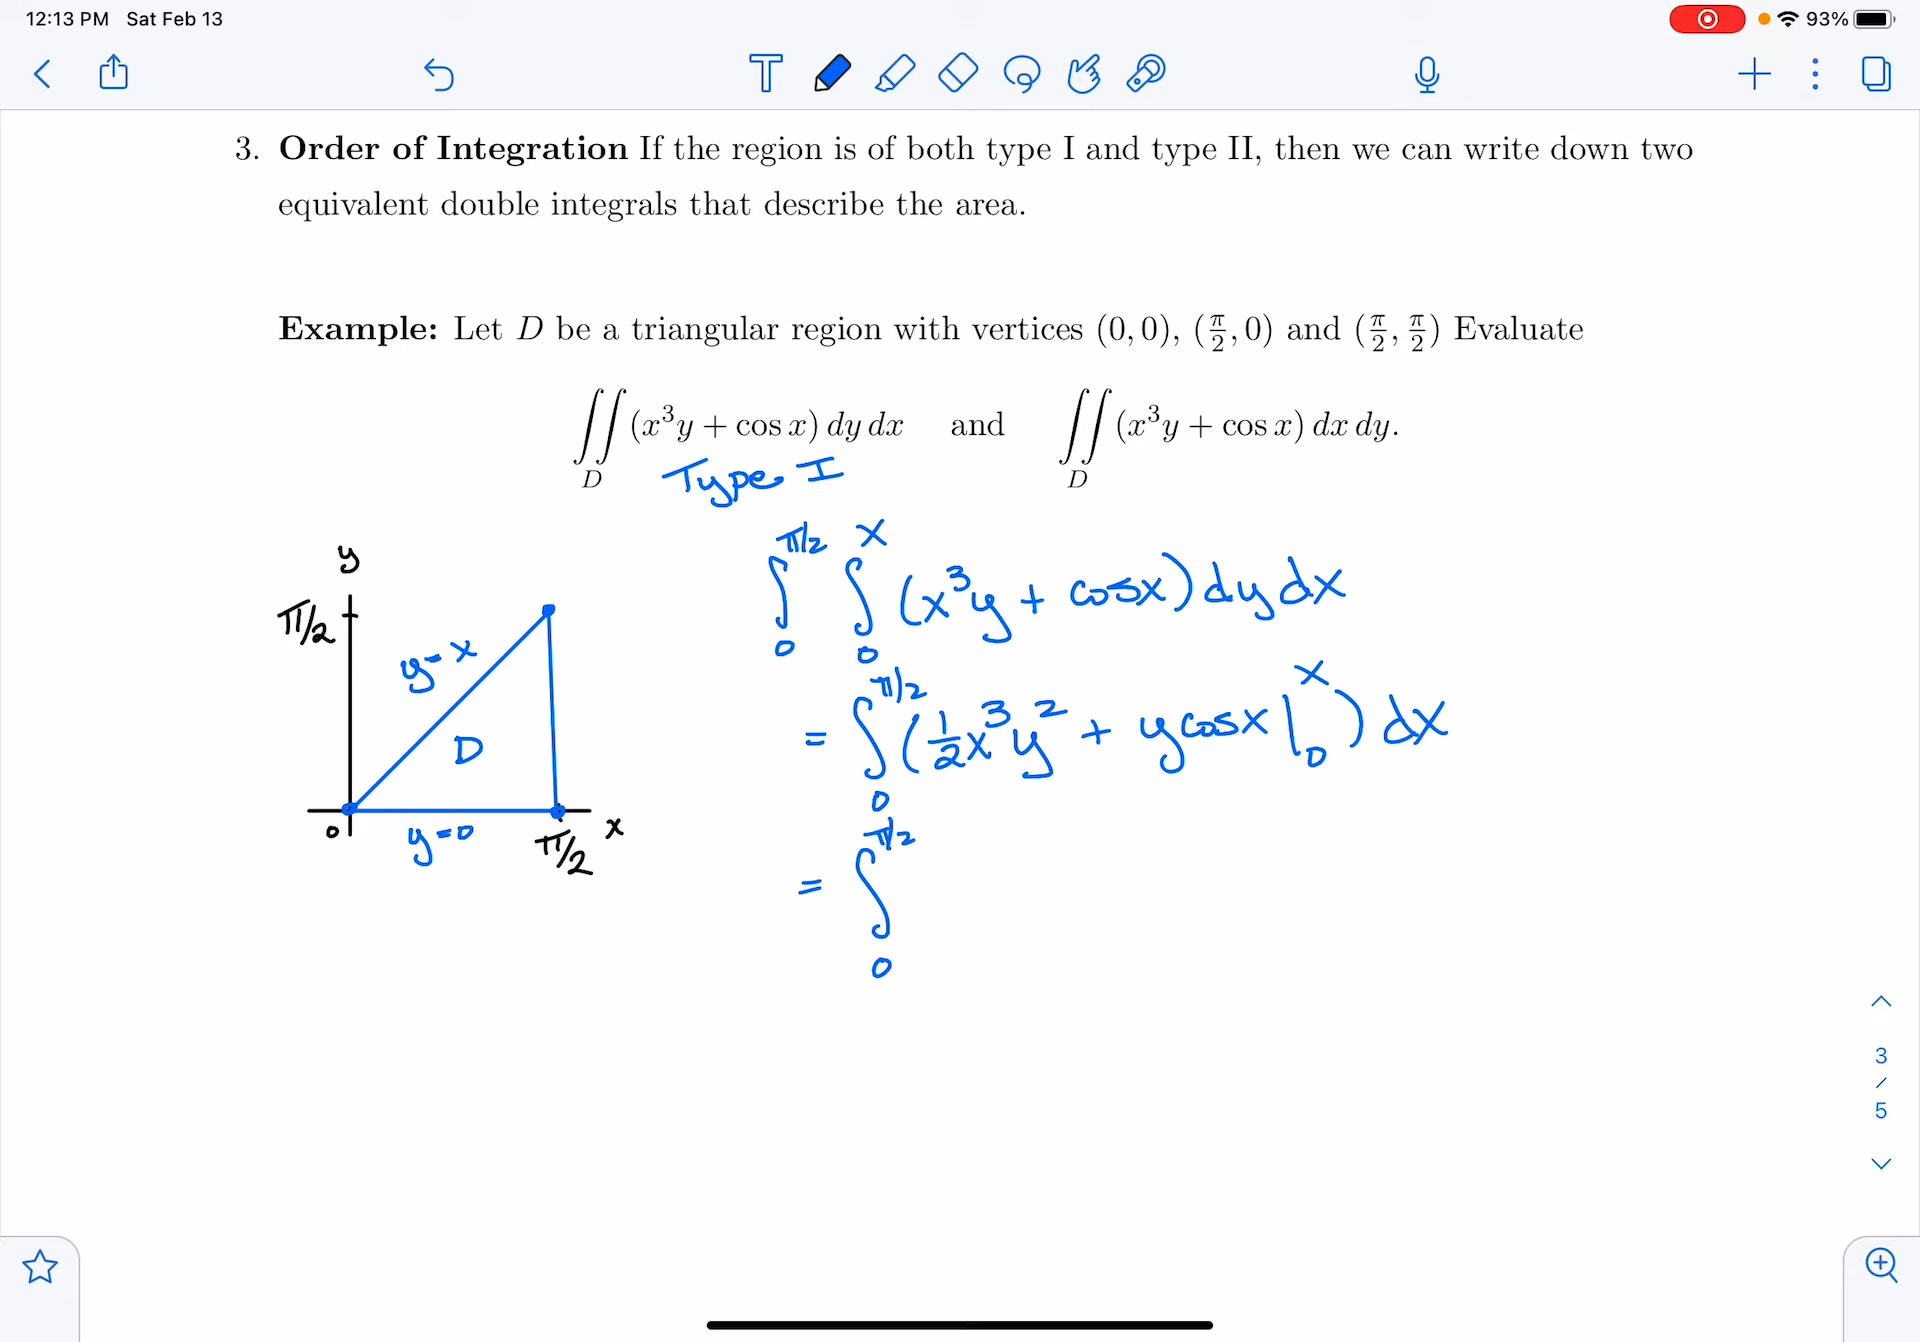 12:13 PM Sat Feb 13
93%
3. Order of Integration If the region is of both type I and type II, then we can write down two
equivalent double integrals that describe the area.
Example: Let D be a triangular region with vertices (0, 0), (π/2, 0) and (π/2, π/2) Evaluate
∬_D (x³y + cos x) dy dx and ∬_D (x³y + cos x) dx dy.
Type I
y
π/2
y=x
D
0
y=0
π/2
x
∫_0^{π/2} ∫_0^x (x³y + cosx) dy dx
= ∫_0^{π/2} (½x³y² + ycosx |_0^x) dx
= ∫_0^{π/2}
3
/
5